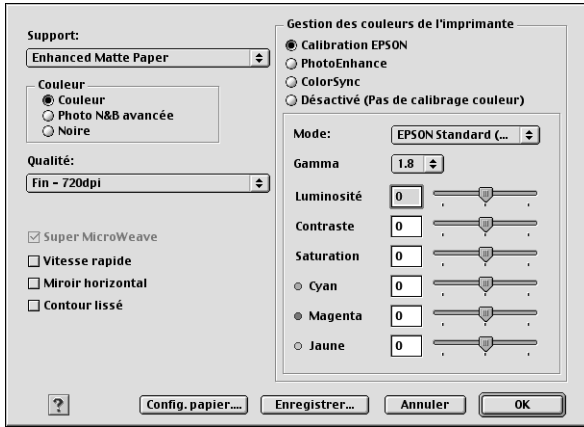 Support:
Enhanced Matte Paper
Couleur
Couleur
Photo N&B avancée
Noire
Qualité:
Fin - 720dpi
Super MicroWeave
Vitesse rapide
Miroir horizontal
Contour lissé
Gestion des couleurs de l'imprimante
Calibration EPSON
PhotoEnhance
ColorSync
Désactivé (Pas de calibrage couleur)
Mode: EPSON Standard (...
Gamma 1.8
Luminosité 0
Contraste 0
Saturation 0
Cyan 0
Magenta 0
Jaune 0
? Config. papier.... Enregistrer... Annuler OK